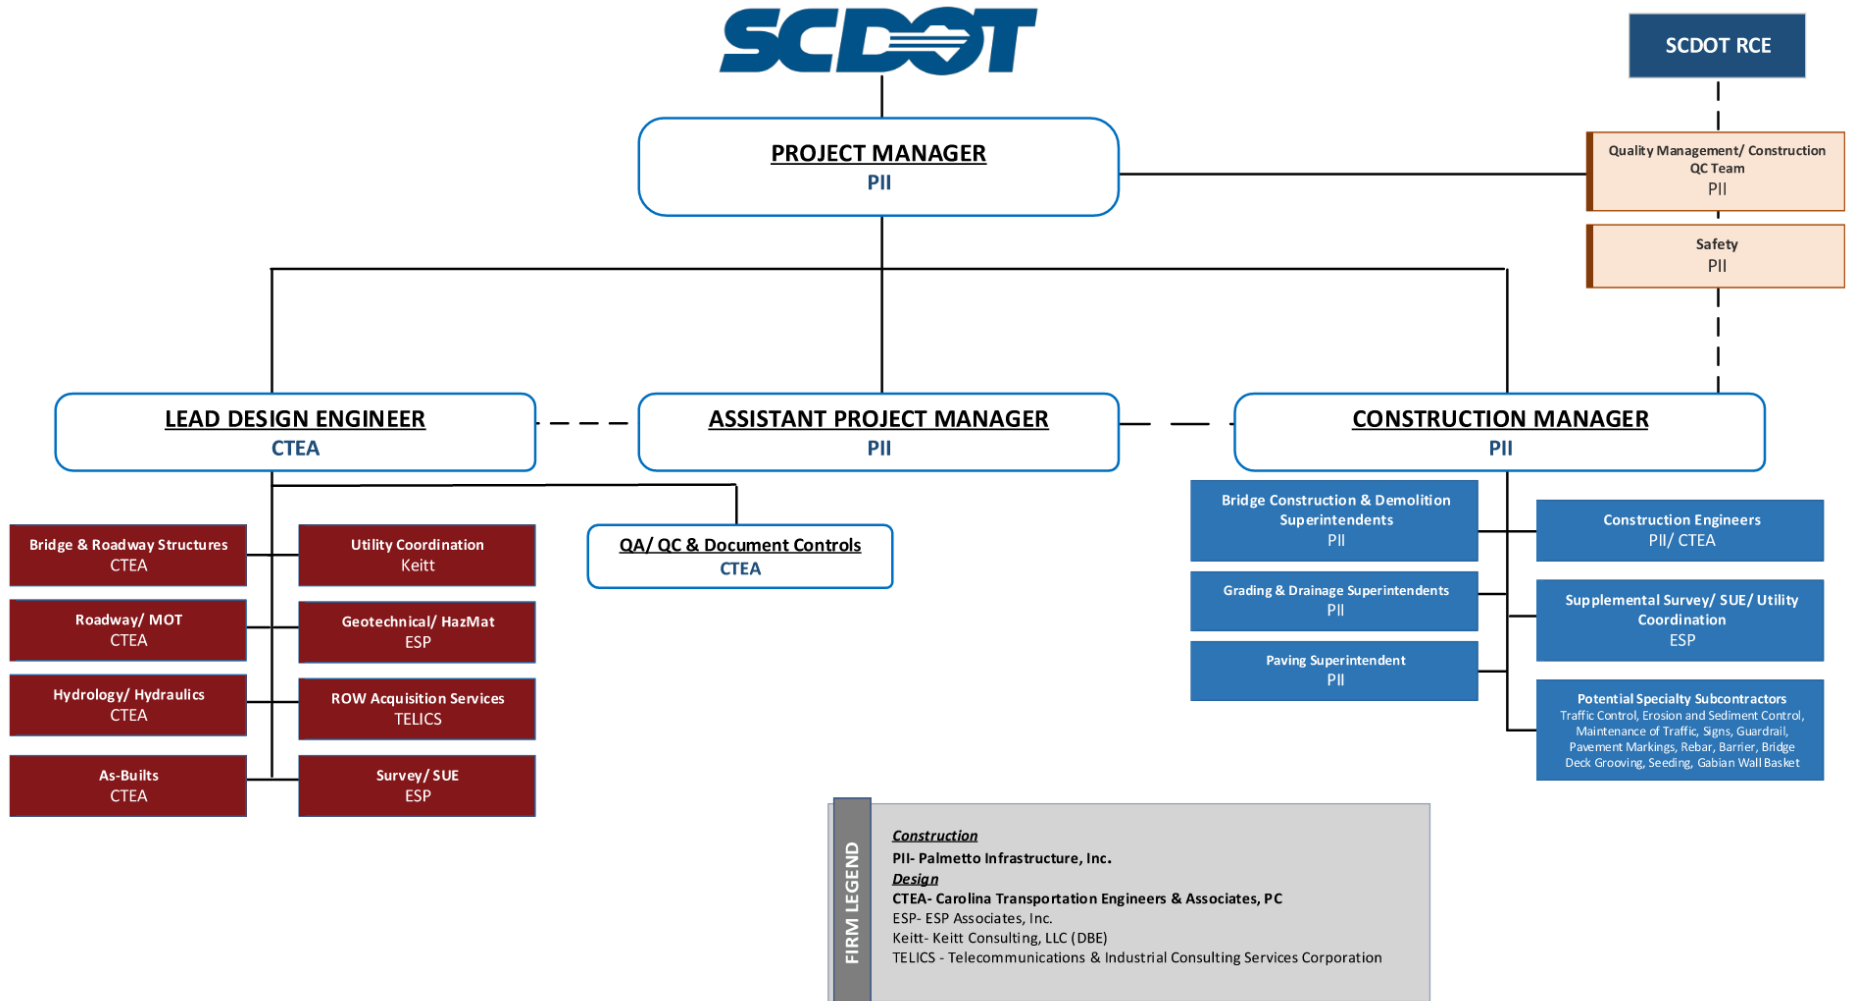 SCDOT
SCDOT RCE
PROJECT MANAGER
PII
Quality Management/ Construction
QC Team
PII
Safety
PII
LEAD DESIGN ENGINEER
CTEA
ASSISTANT PROJECT MANAGER
PII
CONSTRUCTION MANAGER
PII
Bridge & Roadway Structures
CTEA
Utility Coordination
Keitt
Roadway/ MOT
CTEA
Geotechnical/ HazMat
ESP
Hydrology/ Hydraulics
CTEA
ROW Acquisition Services
TELICS
As-Builts
CTEA
Survey/ SUE
ESP
QA/ QC & Document Controls
CTEA
Bridge Construction & Demolition
Superintendents
PII
Construction Engineers
PII/ CTEA
Grading & Drainage Superintendents
PII
Supplemental Survey/ SUE/ Utility
Coordination
ESP
Paving Superintendent
PII
Potential Specialty Subcontractors
Traffic Control, Erosion and Sediment Control,
Maintenance of Traffic, Signs, Guardrail,
Pavement Markings, Rebar, Barrier, Bridge
Deck Grooving, Seeding, Gabian Wall Basket
FIRM LEGEND
Construction
PII- Palmetto Infrastructure, Inc.
Design
CTEA- Carolina Transportation Engineers & Associates, PC
ESP- ESP Associates, Inc.
Keitt- Keitt Consulting, LLC (DBE)
TELICS - Telecommunications & Industrial Consulting Services Corporation